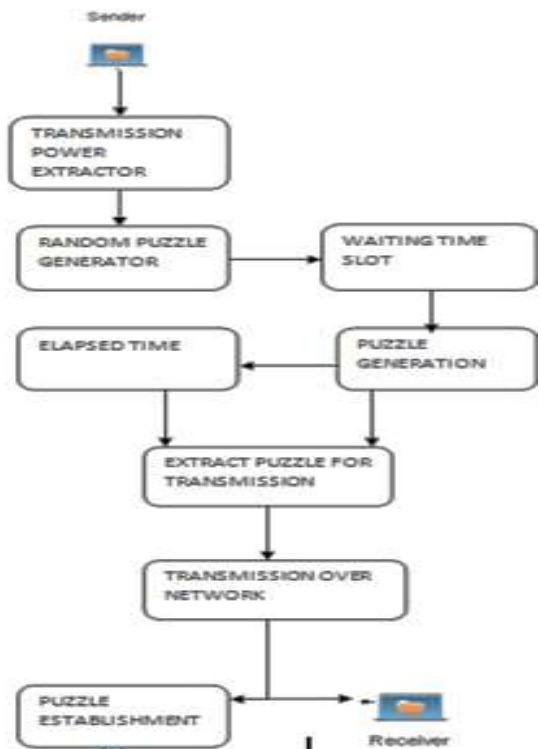 Sender
TRANSMISSION
POWER
EXTRACTOR
RANDOM PUZZLE
GENERATOR
WAITING TIME
SLOT
ELAPSED TIME
PUZZLE
GENERATION
EXTRACT PUZZLE FOR
TRANSMISSION
TRANSMISSION OVER
NETWORK
PUZZLE
ESTABLISHMENT
Receiver